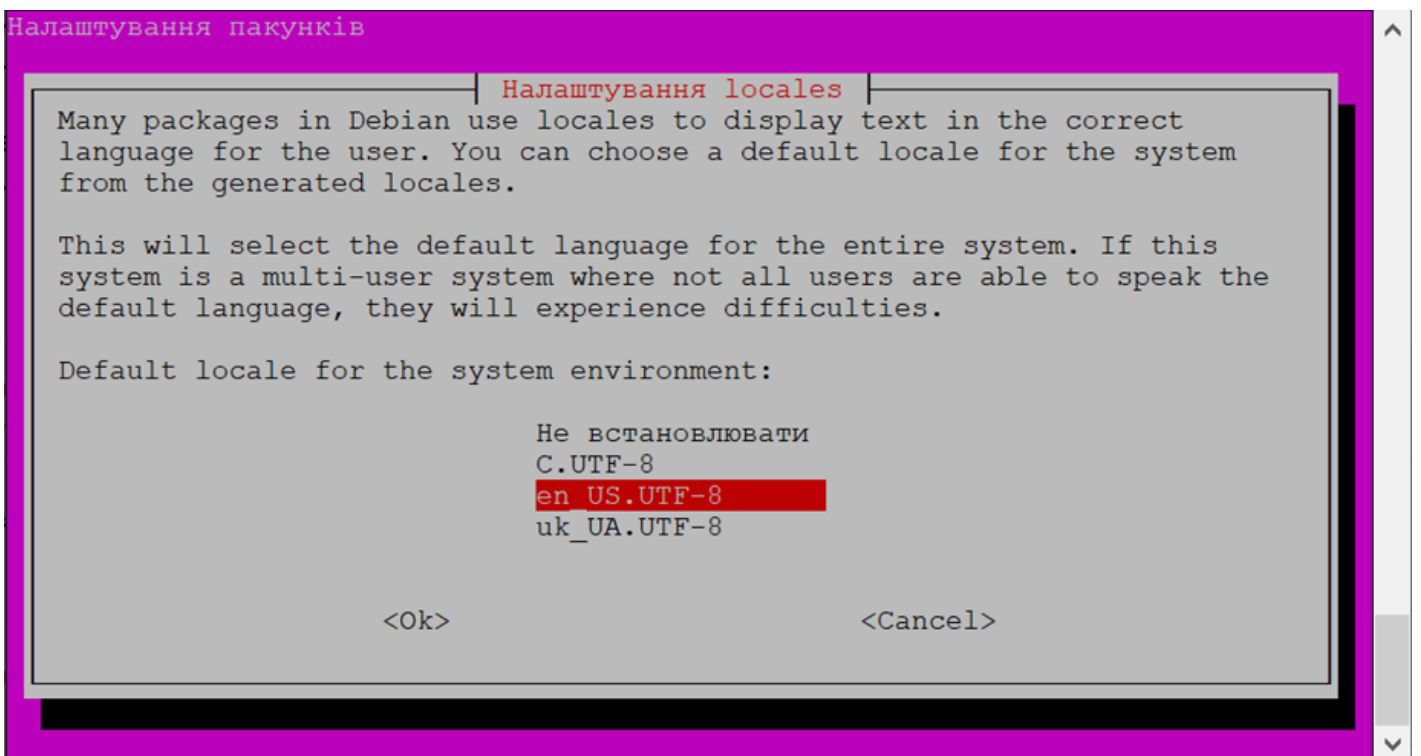 Налаштування пакунків
Налаштування locales
Many packages in Debian use locales to display text in the correct
language for the user. You can choose a default locale for the system
from the generated locales.
This will select the default language for the entire system. If this
system is a multi-user system where not all users are able to speak the
default language, they will experience difficulties.
Default locale for the system environment:
Не встановлювати
C.UTF-8
en_US.UTF-8
uk_UA.UTF-8
<Ok> <Cancel>